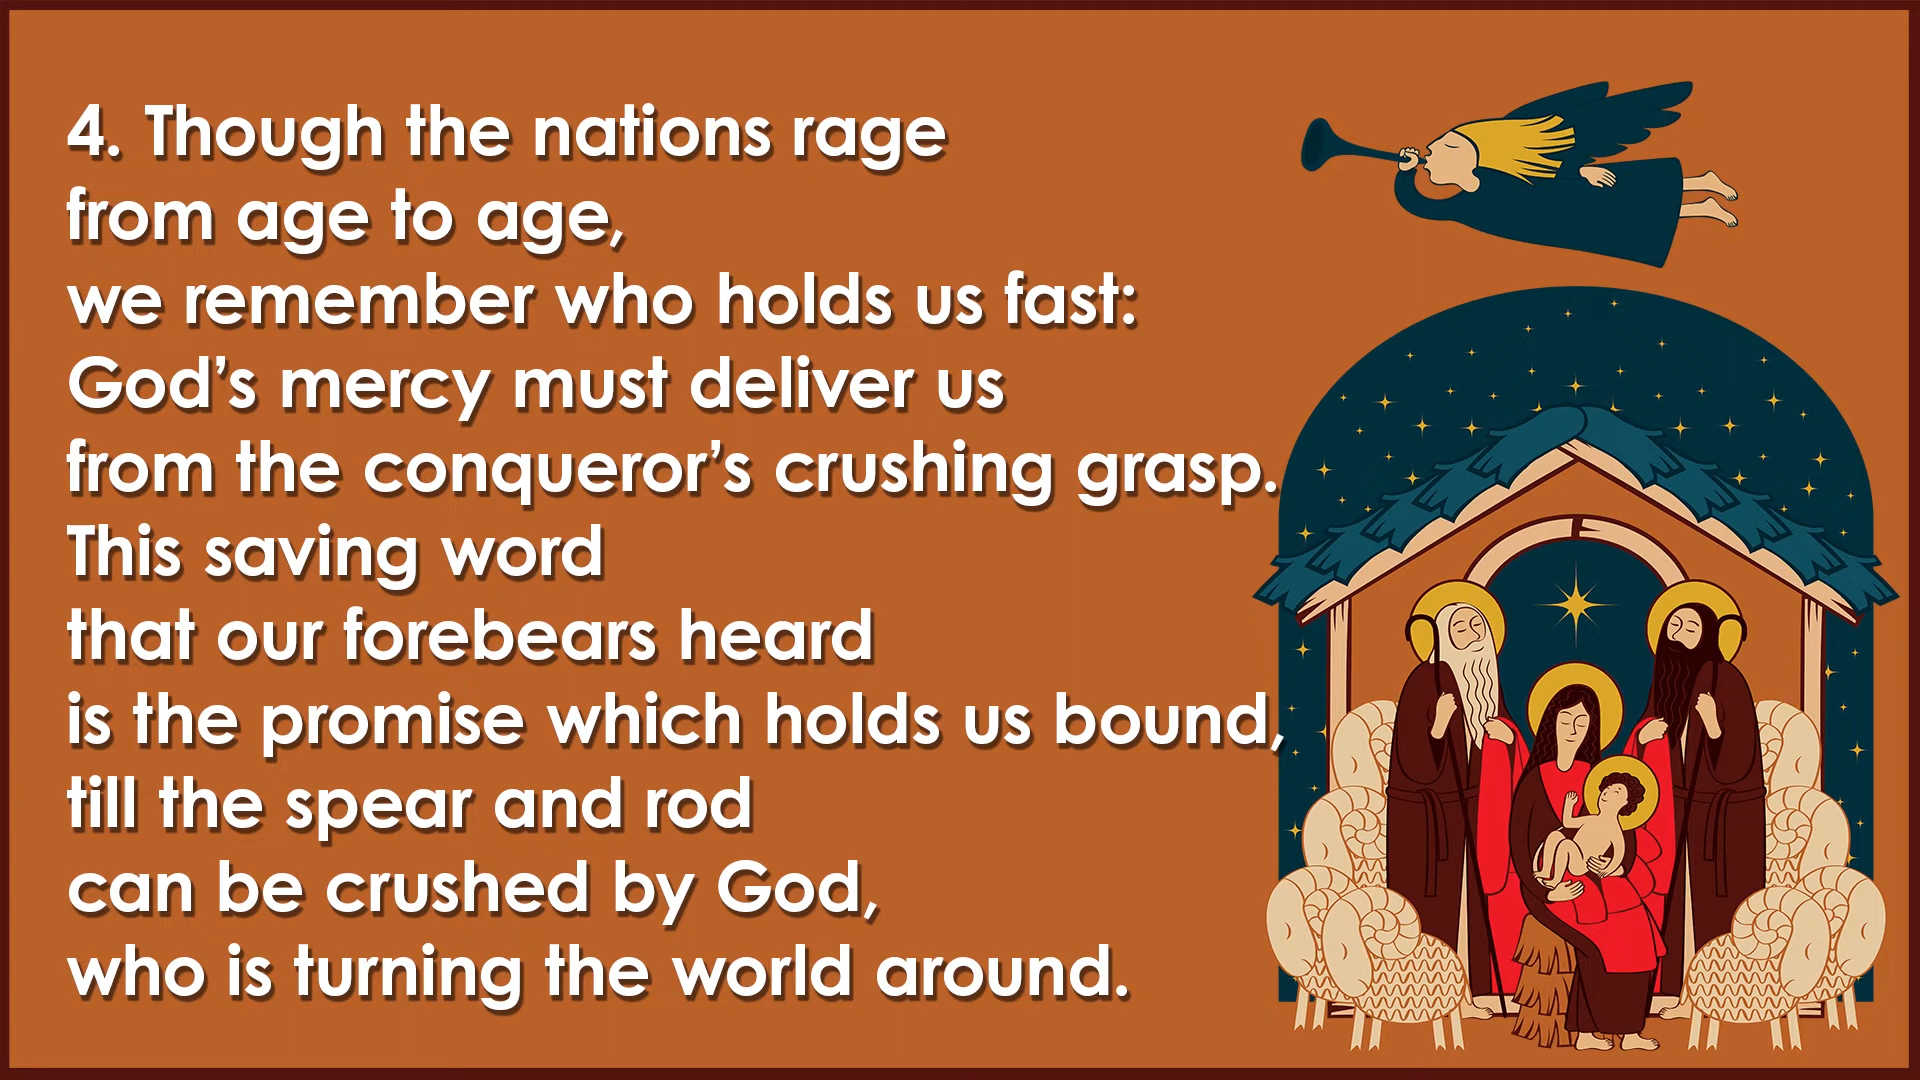 4. Though the nations rage
from age to age,
we remember who holds us fast:
God’s mercy must deliver us
from the conqueror’s crushing grasp.
This saving word
that our forebears heard
is the promise which holds us bound,
till the spear and rod
can be crushed by God,
who is turning the world around.